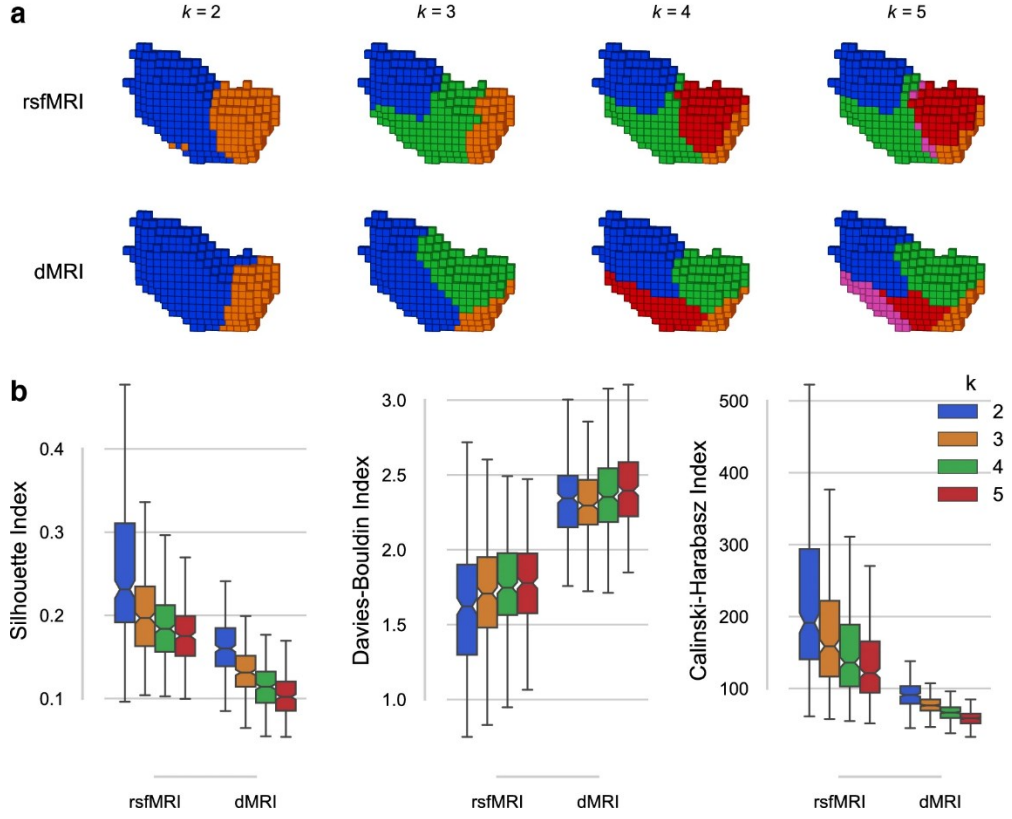 a
k = 2 k = 3 k = 4 k = 5
rsfMRI
dMRI
b
Silhouette Index
0.4
0.3
0.2
0.1
rsfMRI dMRI
Davies-Bouldin Index
3.0
2.5
2.0
1.5
1.0
rsfMRI dMRI
Calinski-Harabasz Index
500
400
300
200
100
rsfMRI dMRI
k
2
3
4
5